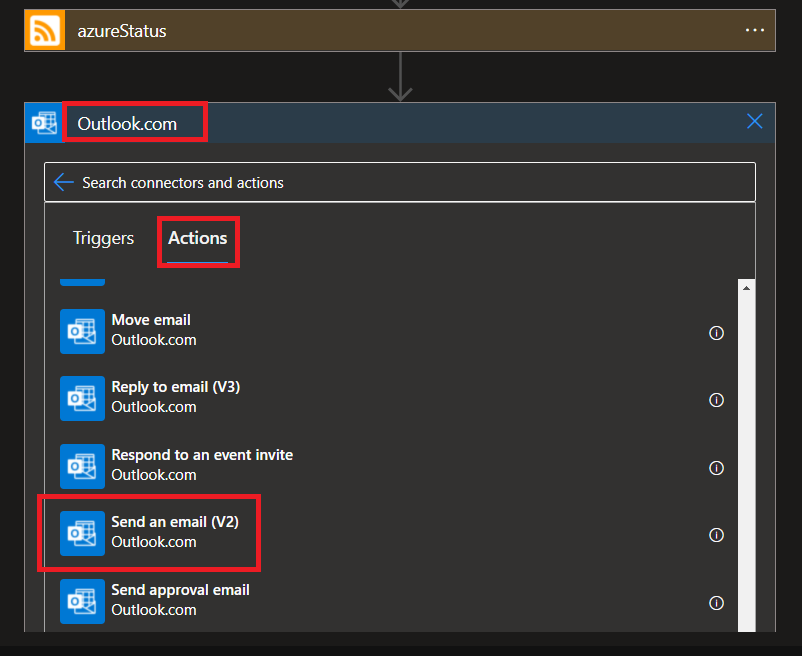 azureStatus
Outlook.com
Search connectors and actions
Triggers
Actions
Move email
Outlook.com
Reply to email (V3)
Outlook.com
Respond to an event invite
Outlook.com
Send an email (V2)
Outlook.com
Send approval email
Outlook.com